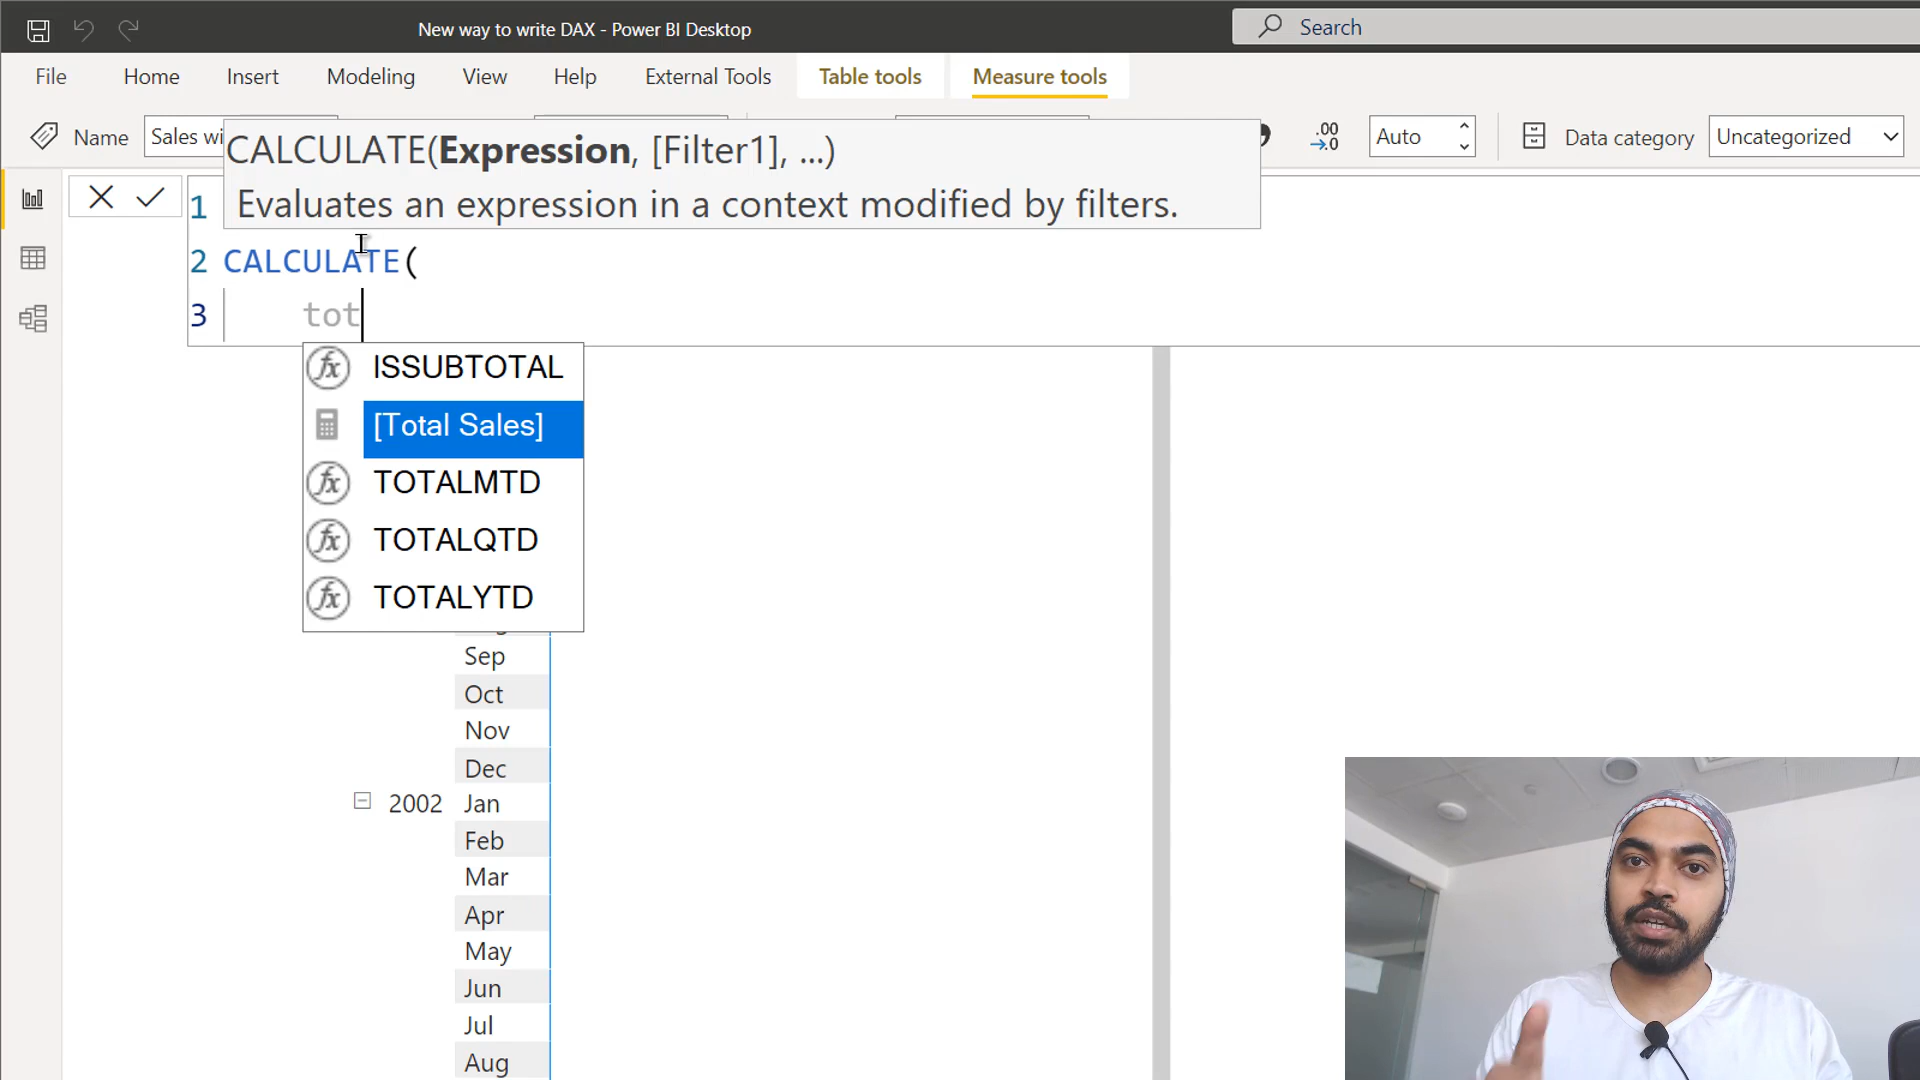 New way to write DAX - Power BI Desktop
Search
File Home Insert Modeling View Help External Tools Table tools Measure tools
Name Sales wi
.00
Auto
Data category Uncategorized
CALCULATE(Expression, [Filter1], ...)
Evaluates an expression in a context modified by filters.
1
2 CALCULATE(
3 tot
ISSUBTOTAL
[Total Sales]
TOTALMTD
TOTALQTD
TOTALYTD
Sep
Oct
Nov
Dec
2002 Jan
Feb
Mar
Apr
May
Jun
Jul
Aug